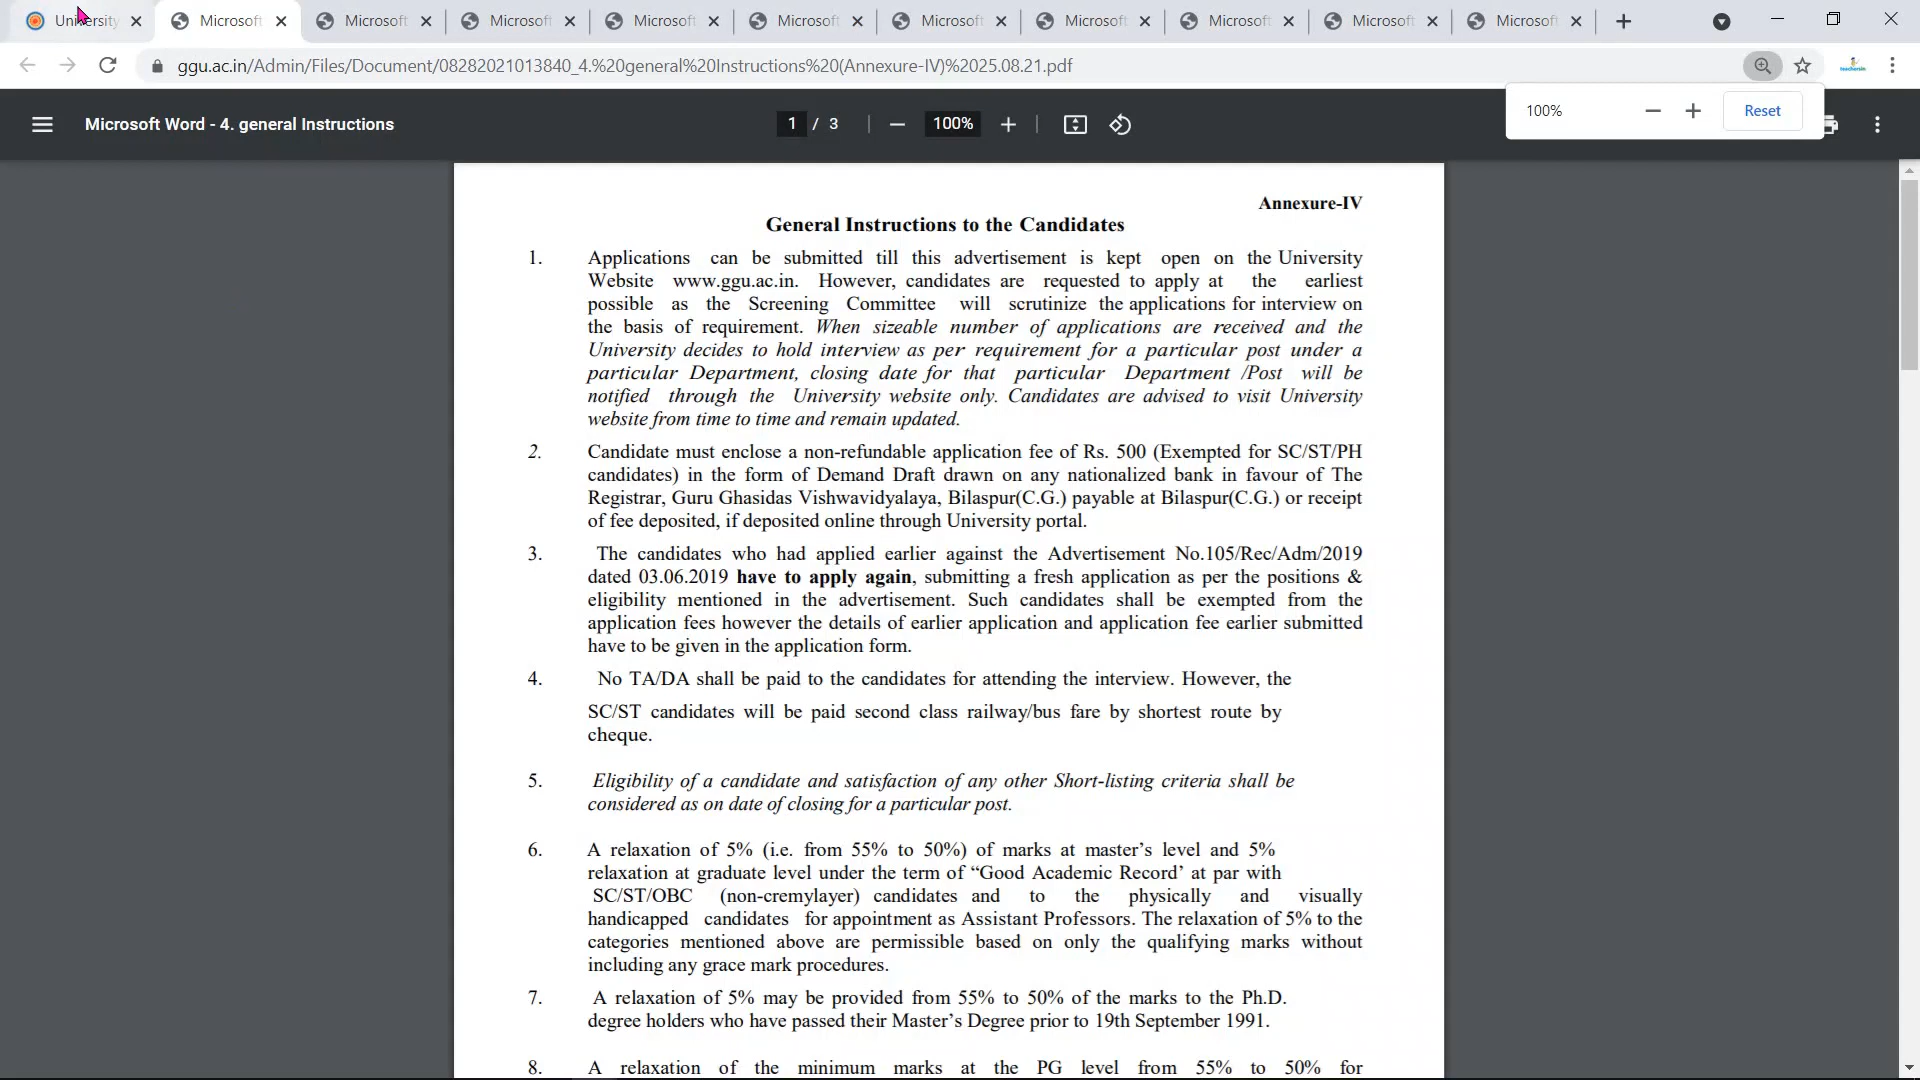 University
Microsoft
Microsoft
Microsoft
Microsoft
Microsoft
Microsoft
Microsoft
Microsoft
Microsoft
Microsoft
ggu.ac.in/Admin/Files/Document/08282021013840_4.%20general%20Instructions%20(Annexure-IV)%2025.08.21.pdf
100% Reset
Microsoft Word - 4. general Instructions 1 / 3 100%
Annexure-IV
General Instructions to the Candidates
1. Applications can be submitted till this advertisement is kept open on the University
Website www.ggu.ac.in. However, candidates are requested to apply at the earliest
possible as the Screening Committee will scrutinize the applications for interview on
the basis of requirement. When sizeable number of applications are received and the
University decides to hold interview as per requirement for a particular post under a
particular Department, closing date for that particular Department /Post will be
notified through the University website only. Candidates are advised to visit University
website from time to time and remain updated.
2. Candidate must enclose a non-refundable application fee of Rs. 500 (Exempted for SC/ST/PH
candidates) in the form of Demand Draft drawn on any nationalized bank in favour of The
Registrar, Guru Ghasidas Vishwavidyalaya, Bilaspur(C.G.) payable at Bilaspur(C.G.) or receipt
of fee deposited, if deposited online through University portal.
3. The candidates who had applied earlier against the Advertisement No.105/Rec/Adm/2019
dated 03.06.2019 have to apply again, submitting a fresh application as per the positions &
eligibility mentioned in the advertisement. Such candidates shall be exempted from the
application fees however the details of earlier application and application fee earlier submitted
have to be given in the application form.
4. No TA/DA shall be paid to the candidates for attending the interview. However, the
SC/ST candidates will be paid second class railway/bus fare by shortest route by
cheque.
5. Eligibility of a candidate and satisfaction of any other Short-listing criteria shall be
considered as on date of closing for a particular post.
6. A relaxation of 5% (i.e. from 55% to 50%) of marks at master’s level and 5%
relaxation at graduate level under the term of “Good Academic Record’ at par with
SC/ST/OBC (non-cremylayer) candidates and to the physically and visually
handicapped candidates for appointment as Assistant Professors. The relaxation of 5% to the
categories mentioned above are permissible based on only the qualifying marks without
including any grace mark procedures.
7. A relaxation of 5% may be provided from 55% to 50% of the marks to the Ph.D.
degree holders who have passed their Master’s Degree prior to 19th September 1991.
8. A relaxation of the minimum marks at the PG level from 55% to 50% for